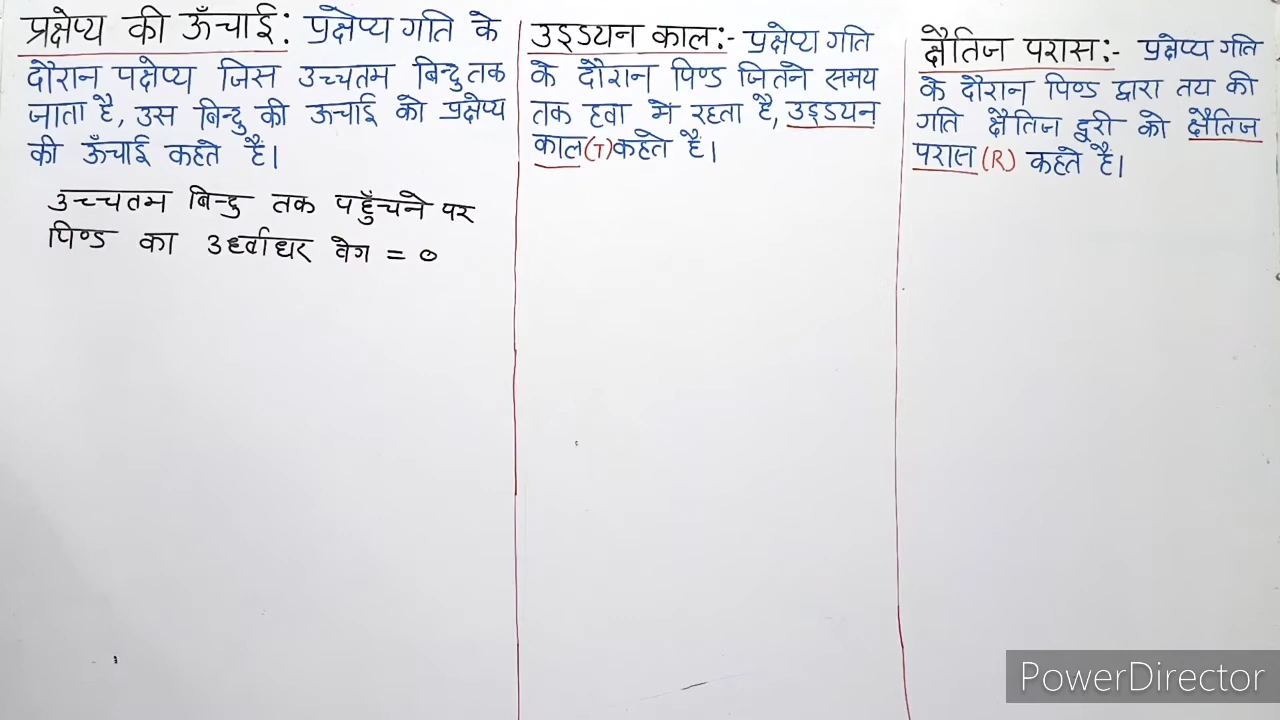 प्रक्षेप्य की ऊँचाई: प्रक्षेप्य गति के
दौरान पक्षेप्य जिस उच्चतम बिन्दु तक
जाता है, उस बिन्दु की ऊचाई को प्रक्षेप्य
की ऊँचाई कहते हैं।
उच्चतम बिन्दु तक पहुँचने पर
पिण्ड का उर्ध्वाधर वेग = 0
उड्डयन काल:- प्रक्षेप्य गति
के दौरान पिण्ड जितने समय
तक हवा में रहता है, उड्डयन
काल(T) कहते हैं।
क्षैतिज परास:- प्रक्षेप्य गति
के दौरान पिण्ड द्वारा तय की
गति क्षैतिज दूरी को क्षैतिज
परास (R) कहते हैं।
PowerDirector